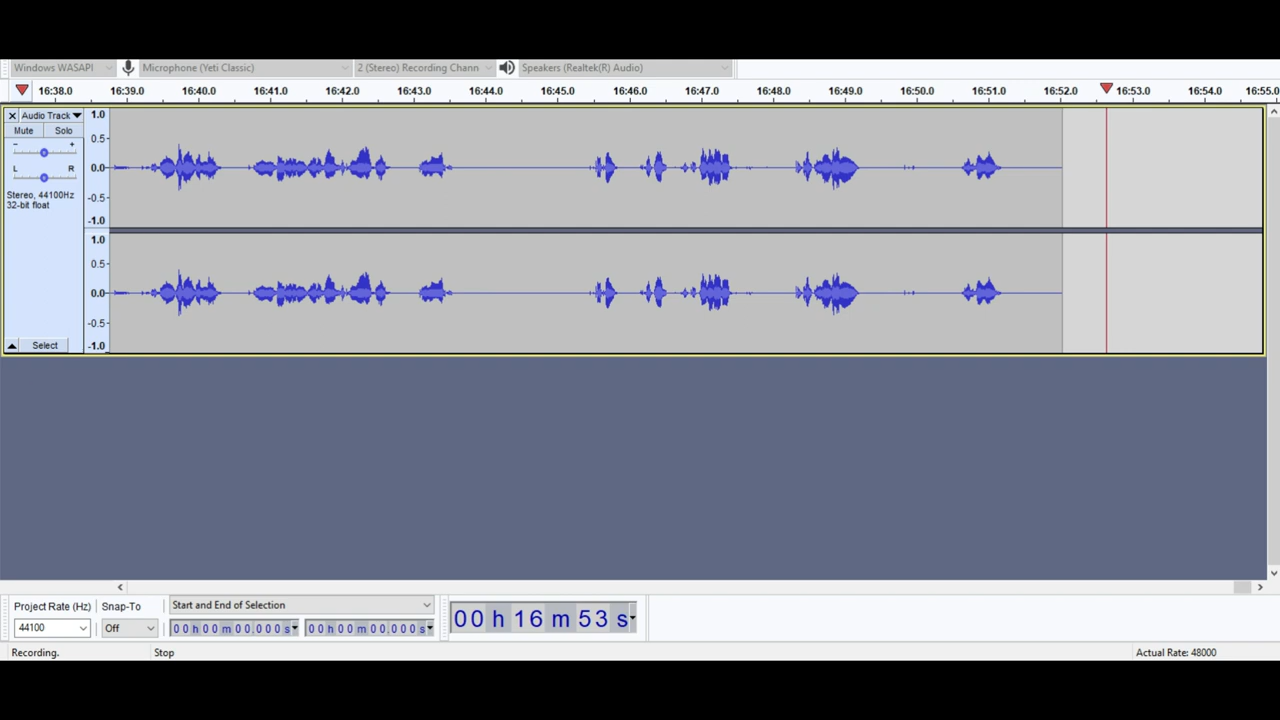 Windows WASAPI Microphone (Yeti Classic) 2 (Stereo) Recording Chann Speakers (Realtek(R) Audio)
16:38.0 16:39.0 16:40.0 16:41.0 16:42.0 16:43.0 16:44.0 16:45.0 16:46.0 16:47.0 16:48.0 16:49.0 16:50.0 16:51.0 16:52.0 16:53.0 16:54.0 16:55.0
Audio Track 1.0
Mute Solo
- + 0.5
L R 0.0
Stereo, 44100Hz -0.5
32-bit float
-1.0
1.0
0.5
0.0
-0.5
Select -1.0
Project Rate (Hz) Snap-To Start and End of Selection
44100 Off 00 h 00 m 00.000 s 00 h 00 m 00.000 s 00 h 16 m 53 s
Recording. Stop Actual Rate: 48000